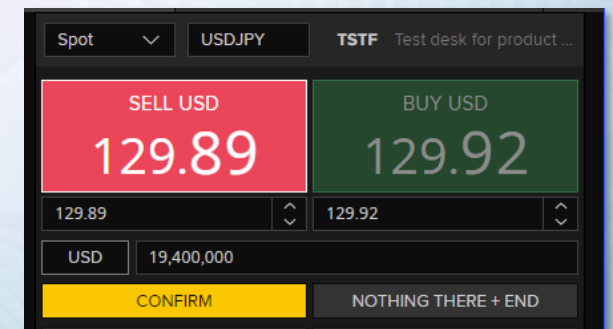 Spot USDJPY TSTF Test desk for product ...
SELL USD BUY USD
129.89 129.92
129.89 129.92
USD 19,400,000
CONFIRM NOTHING THERE + END